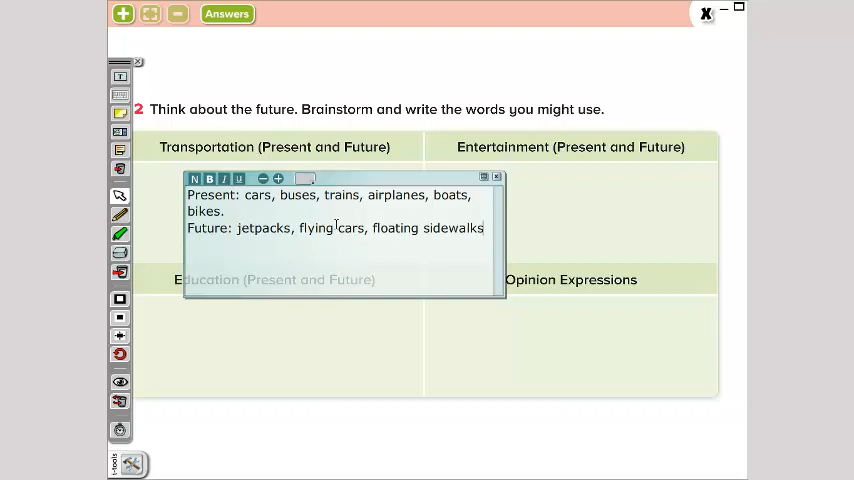 Answers
X
2 Think about the future. Brainstorm and write the words you might use.
Transportation (Present and Future)
Entertainment (Present and Future)
N B I U
Present: cars, buses, trains, airplanes, boats,
bikes.
Future: jetpacks, flying cars, floating sidewalks
Education (Present and Future)
Opinion Expressions
i-tools